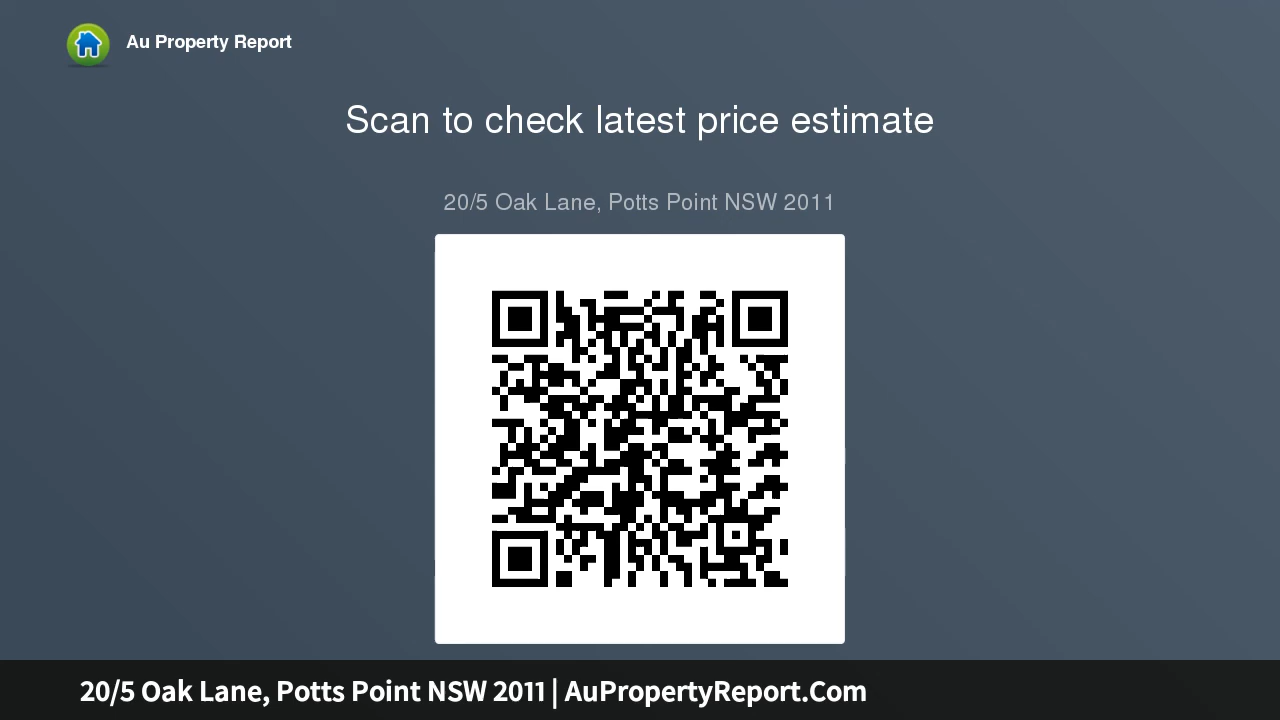 Au Property Report
Scan to check latest price estimate
20/5 Oak Lane, Potts Point NSW 2011
20/5 Oak Lane, Potts Point NSW 2011 | AuPropertyReport.Com